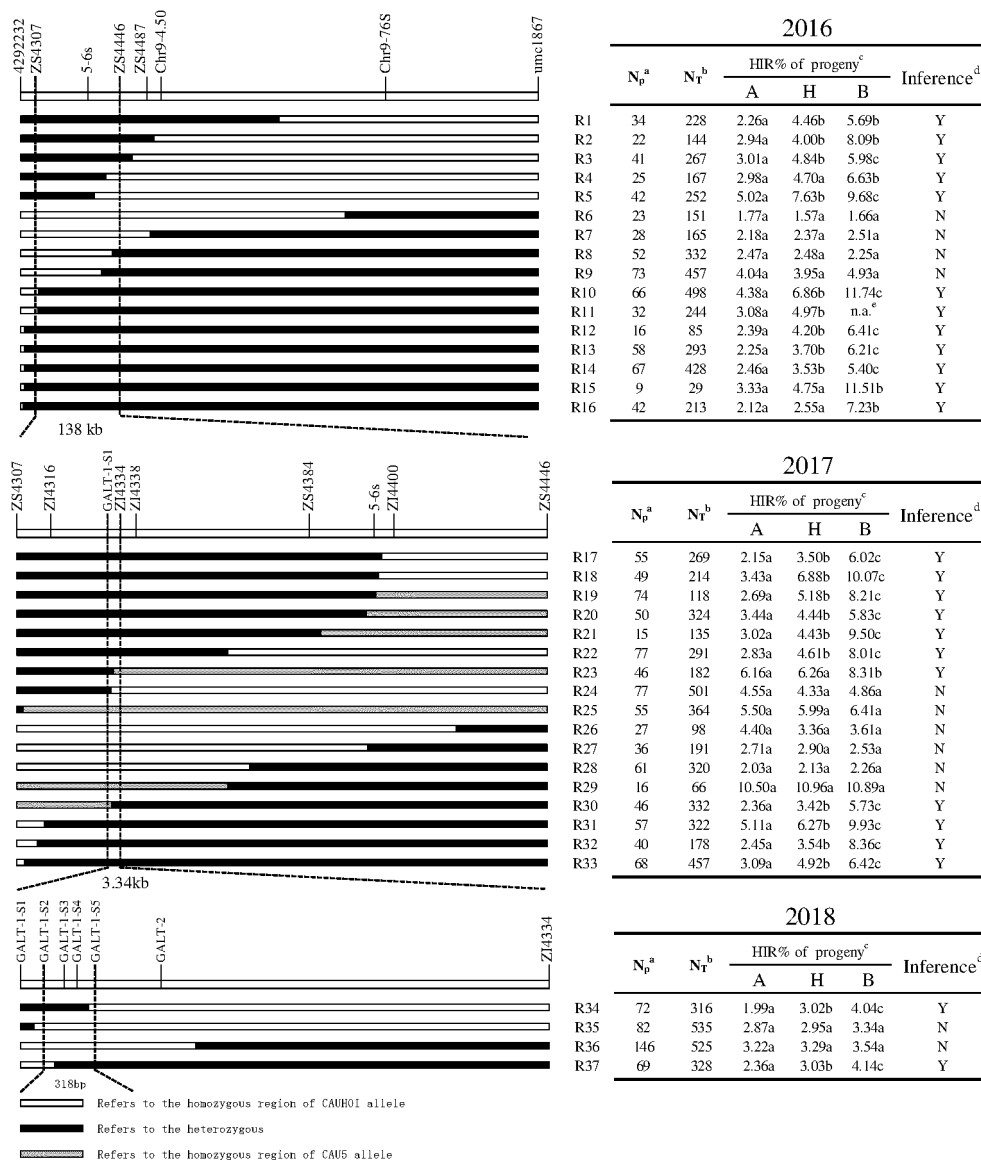 4292232
ZS4307
5-6s
ZS4446
ZS4487
Chr9-4.50
Chr9-76S
umc1867
138 kb
2016
Np^a N_T^b HIR% of progeny^c Inference^d
A H B
R1 34 228 2.26a 4.46b 5.69b Y
R2 22 144 2.94a 4.00b 8.09b Y
R3 41 267 3.01a 4.84b 5.98c Y
R4 25 167 2.98a 4.70a 6.63b Y
R5 42 252 5.02a 7.63b 9.68c Y
R6 23 151 1.77a 1.57a 1.66a N
R7 28 165 2.18a 2.37a 2.51a N
R8 52 332 2.47a 2.48a 2.25a N
R9 73 457 4.04a 3.95a 4.93a N
R10 66 498 4.38a 6.86b 11.74c Y
R11 32 244 3.08a 4.97b n.a.^e Y
R12 16 85 2.39a 4.20b 6.41c Y
R13 58 293 2.25a 3.70b 6.21c Y
R14 67 428 2.46a 3.53b 5.40c Y
R15 9 29 3.33a 4.75a 11.51b Y
R16 42 213 2.12a 2.55a 7.23b Y
ZS4307
ZI4316
GALT-1-S1
ZI4334
ZI4338
ZS4384
5-6s
ZI4400
ZS4446
3.34kb
2017
Np^a N_T^b HIR% of progeny^c Inference^d
A H B
R17 55 269 2.15a 3.50b 6.02c Y
R18 49 214 3.43a 6.88b 10.07c Y
R19 74 118 2.69a 5.18b 8.21c Y
R20 50 324 3.44a 4.44b 5.83c Y
R21 15 135 3.02a 4.43b 9.50c Y
R22 77 291 2.83a 4.61b 8.01c Y
R23 46 182 6.16a 6.26a 8.31b Y
R24 77 501 4.55a 4.33a 4.86a N
R25 55 364 5.50a 5.99a 6.41a N
R26 27 98 4.40a 3.36a 3.61a N
R27 36 191 2.71a 2.90a 2.53a N
R28 61 320 2.03a 2.13a 2.26a N
R29 16 66 10.50a 10.96a 10.89a N
R30 46 332 2.36a 3.42b 5.73c Y
R31 57 322 5.11a 6.27b 9.93c Y
R32 40 178 2.45a 3.54b 8.36c Y
R33 68 457 3.09a 4.92b 6.42c Y
GALT-1-S1
GALT-1-S2
GALT-1-S3
GALT-1-S4
GALT-1-S5
GALT-2
ZI4334
318bp
2018
Np^a N_T^b HIR% of progeny^c Inference^d
A H B
R34 72 316 1.99a 3.02b 4.04c Y
R35 82 535 2.87a 2.95a 3.34a N
R36 146 525 3.22a 3.29a 3.54a N
R37 69 328 2.36a 3.03b 4.14c Y
Refers to the homozygous region of CAUHOI allele
Refers to the heterozygous
Refers to the homozygous region of CAU5 allele